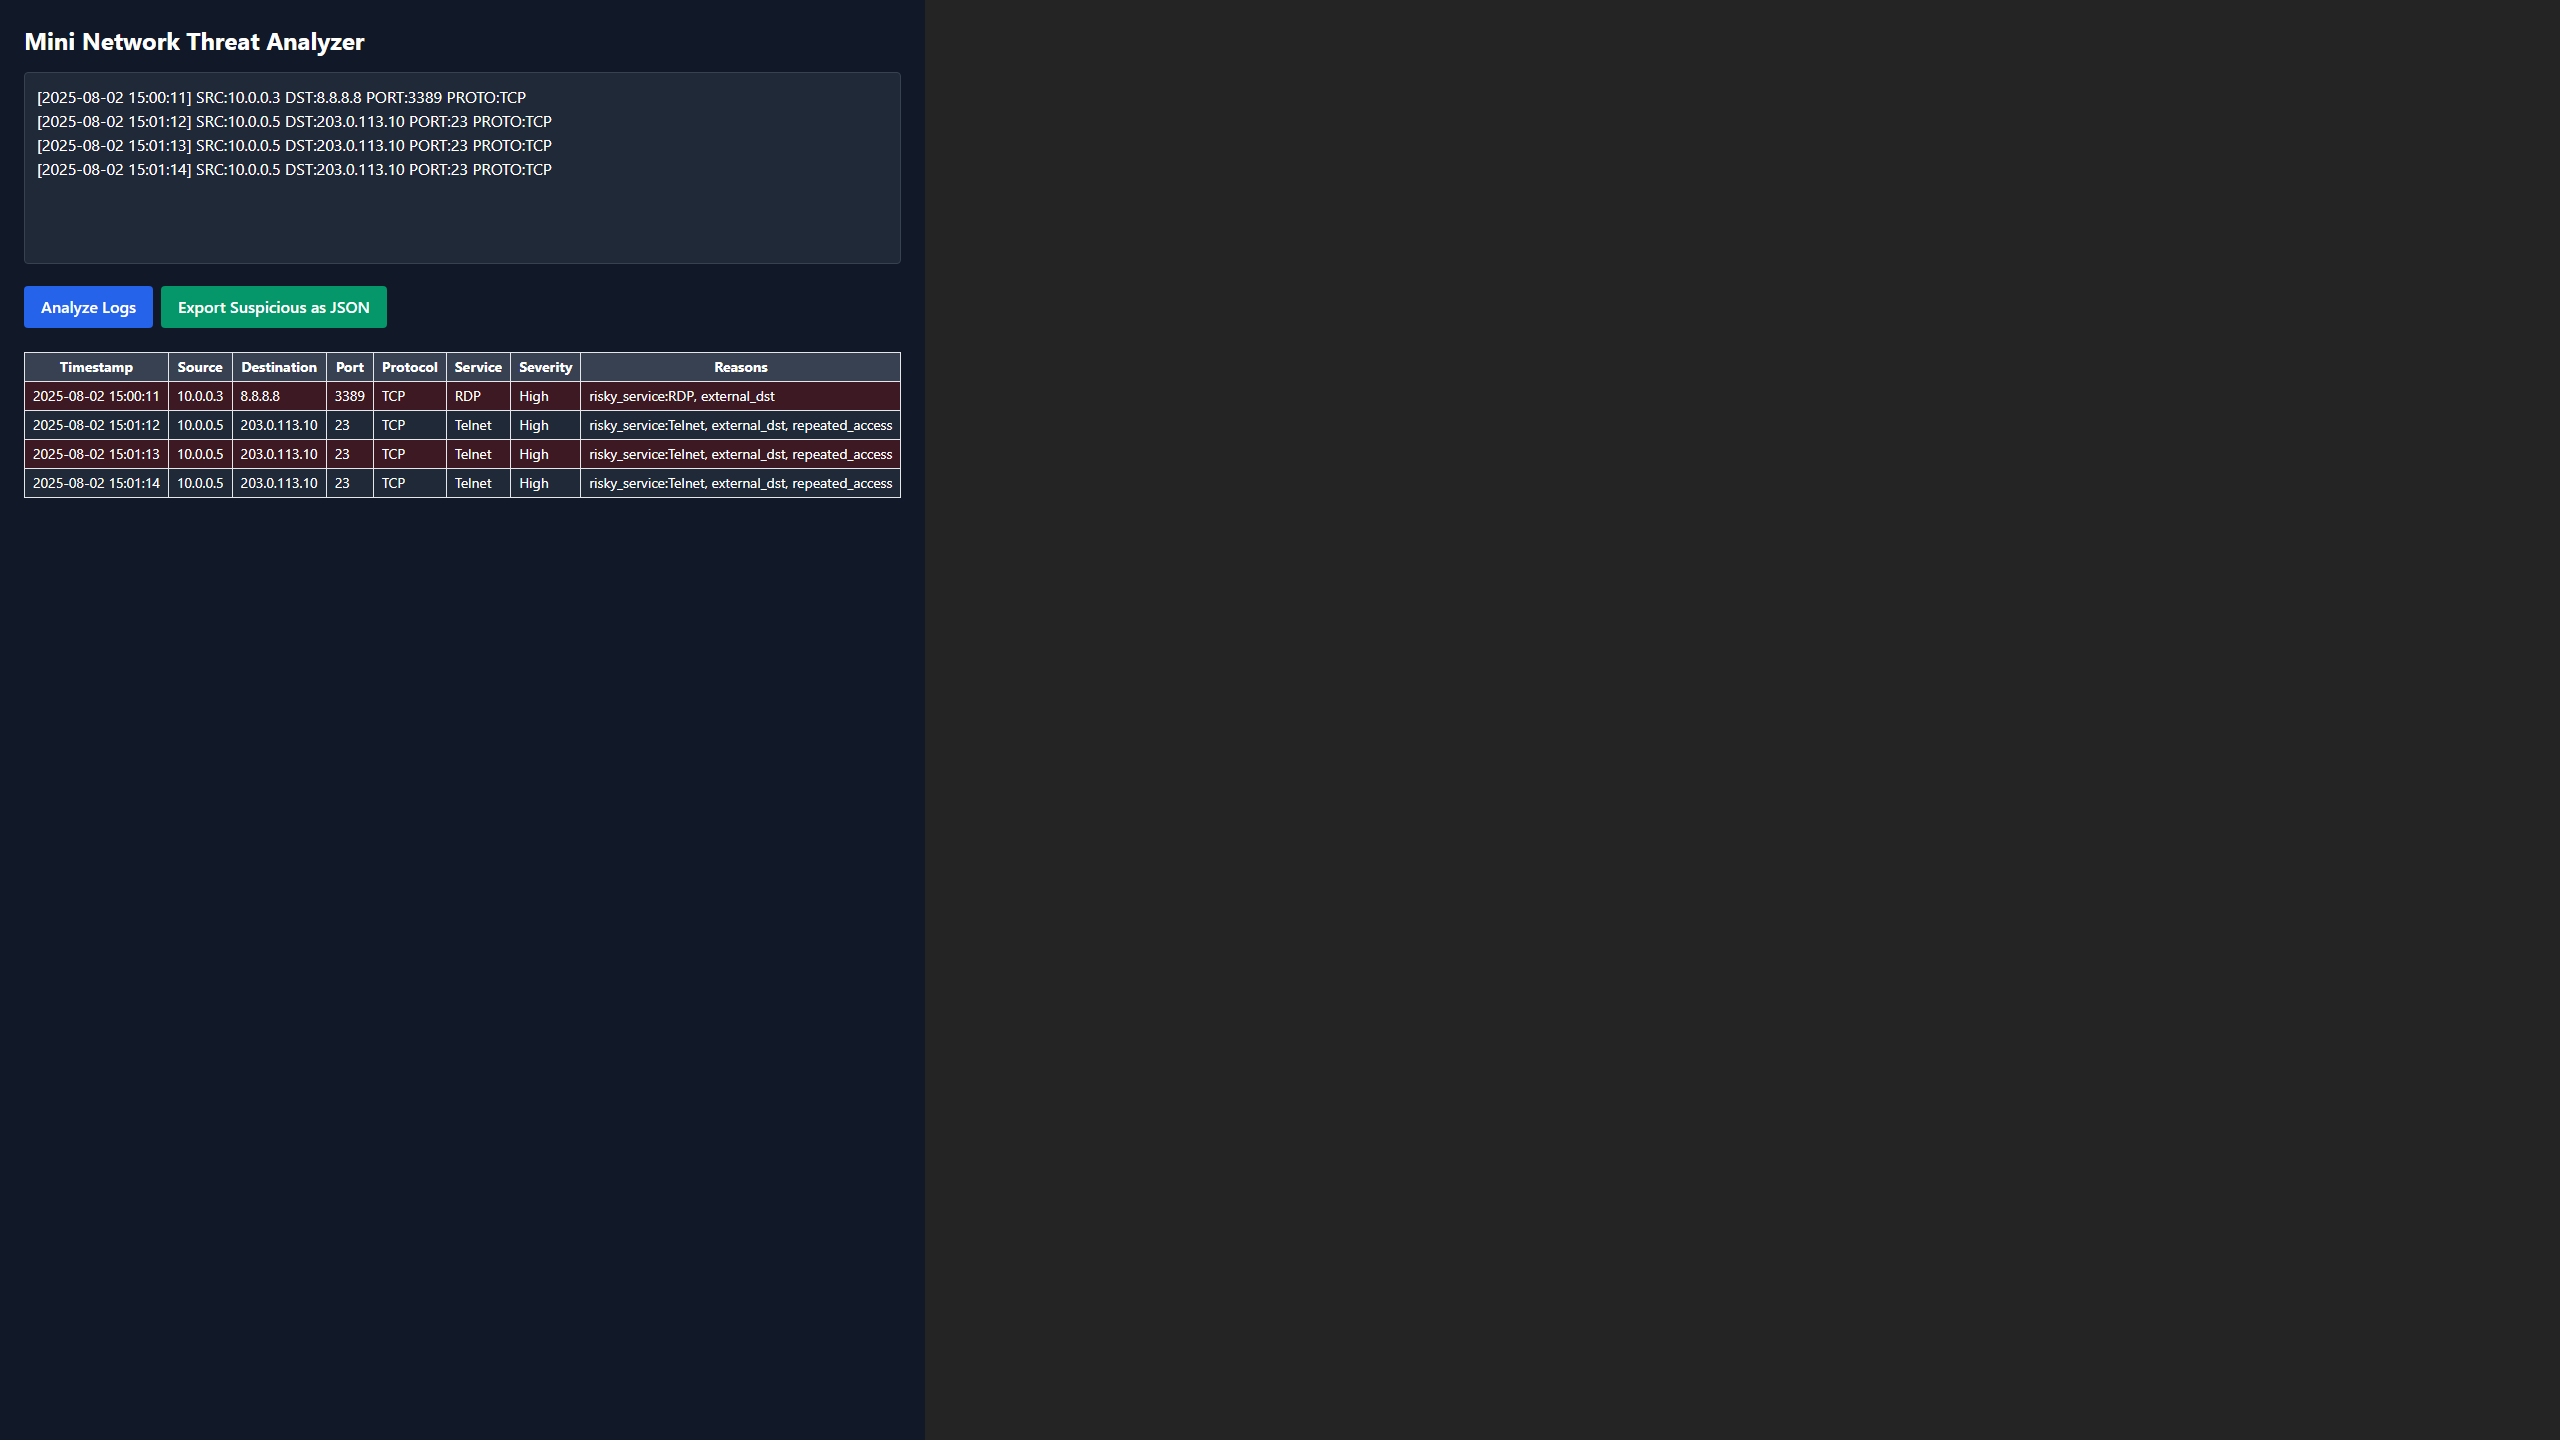 Mini Network Threat Analyzer
[2025-08-02 15:00:11] SRC:10.0.0.3 DST:8.8.8.8 PORT:3389 PROTO:TCP
[2025-08-02 15:01:12] SRC:10.0.0.5 DST:203.0.113.10 PORT:23 PROTO:TCP
[2025-08-02 15:01:13] SRC:10.0.0.5 DST:203.0.113.10 PORT:23 PROTO:TCP
[2025-08-02 15:01:14] SRC:10.0.0.5 DST:203.0.113.10 PORT:23 PROTO:TCP
Analyze Logs Export Suspicious as JSON
Timestamp Source Destination Port Protocol Service Severity Reasons
2025-08-02 15:00:11 10.0.0.3 8.8.8.8 3389 TCP RDP High risky_service:RDP, external_dst
2025-08-02 15:01:12 10.0.0.5 203.0.113.10 23 TCP Telnet High risky_service:Telnet, external_dst, repeated_access
2025-08-02 15:01:13 10.0.0.5 203.0.113.10 23 TCP Telnet High risky_service:Telnet, external_dst, repeated_access
2025-08-02 15:01:14 10.0.0.5 203.0.113.10 23 TCP Telnet High risky_service:Telnet, external_dst, repeated_access